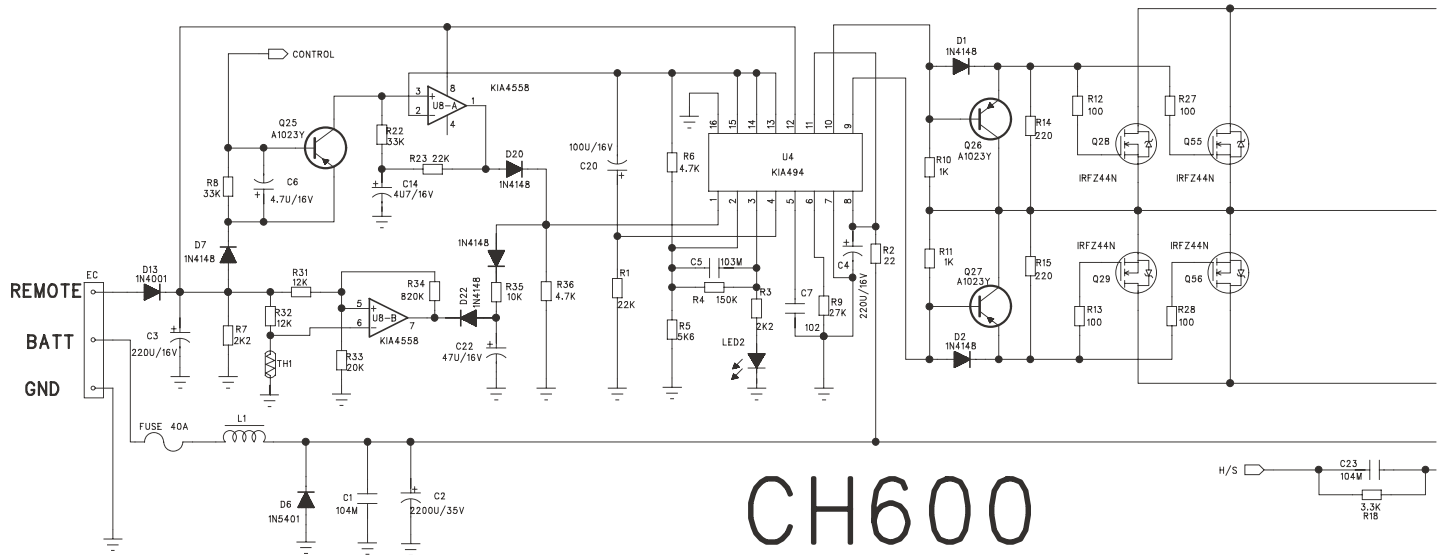 CONTROL
Q25
A1023Y
R8
33K
C6
4.7U/16V
R22
33K
R23 22K
C14
4U7/16V
3
2
8
1
4
U8-A
KIA4558
D20
1N4148
100U/16V
C20
R6
4.7K
16
15
14
13
12
11
10
9
U4
KIA494
1
2
3
4
5
6
7
8
D1
1N4148
Q26
A1023Y
R14
220
R12
100
R27
100
Q28
Q55
IRFZ44N
IRFZ44N
R10
1K
D7
1N4148
D13
1N4001
EC
REMOTE
BATT
GND
C3
220U/16V
R7
2K2
R31
12K
R32
12K
TH1
R33
20K
5
6
7
U8-B
KIA4558
R34
820K
D22
1N4148
1N4148
R35
10K
C22
47U/16V
R36
4.7K
R1
22K
C5
103M
R4
150K
R5
5K6
R3
2K2
LED2
C7
102
R9
27K
C4
220U/16V
R2
22
R11
1K
Q27
A1023Y
R15
220
D2
1N4148
IRFZ44N
IRFZ44N
Q29
Q56
R13
100
R28
100
FUSE 40A
L1
D6
1N5401
C1
104M
C2
2200U/35V
CH600
H/S
C23
104M
3.3K
R18